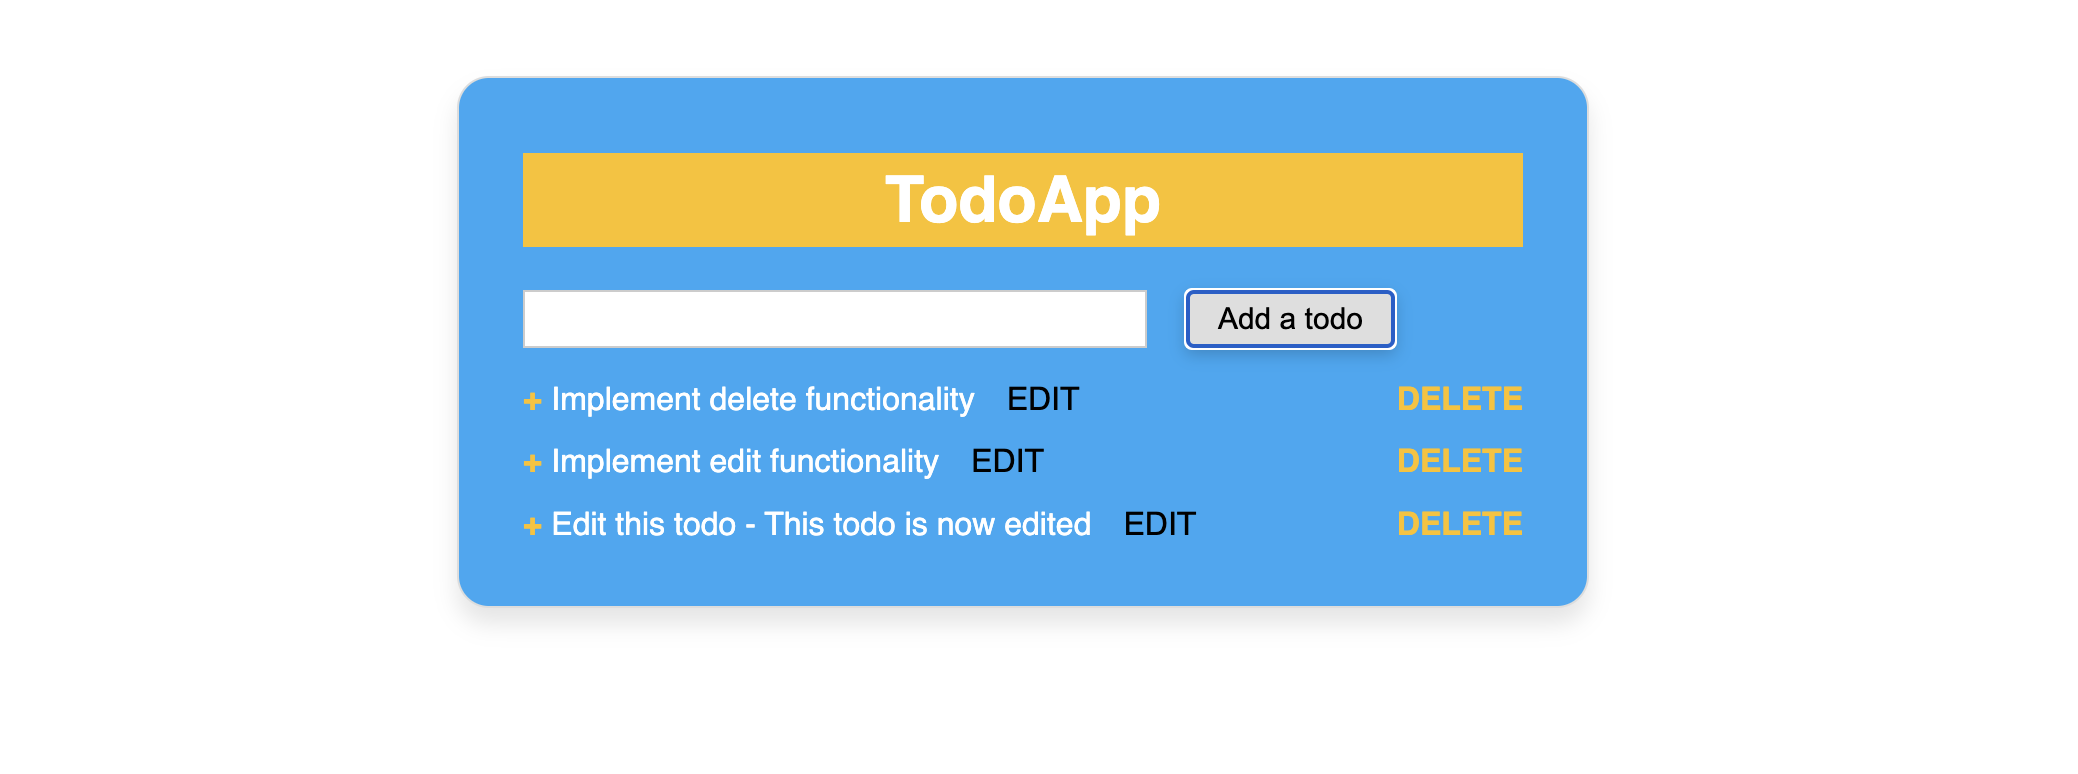 TodoApp
Add a todo
+ Implement delete functionality EDIT DELETE
+ Implement edit functionality EDIT DELETE
+ Edit this todo - This todo is now edited EDIT DELETE